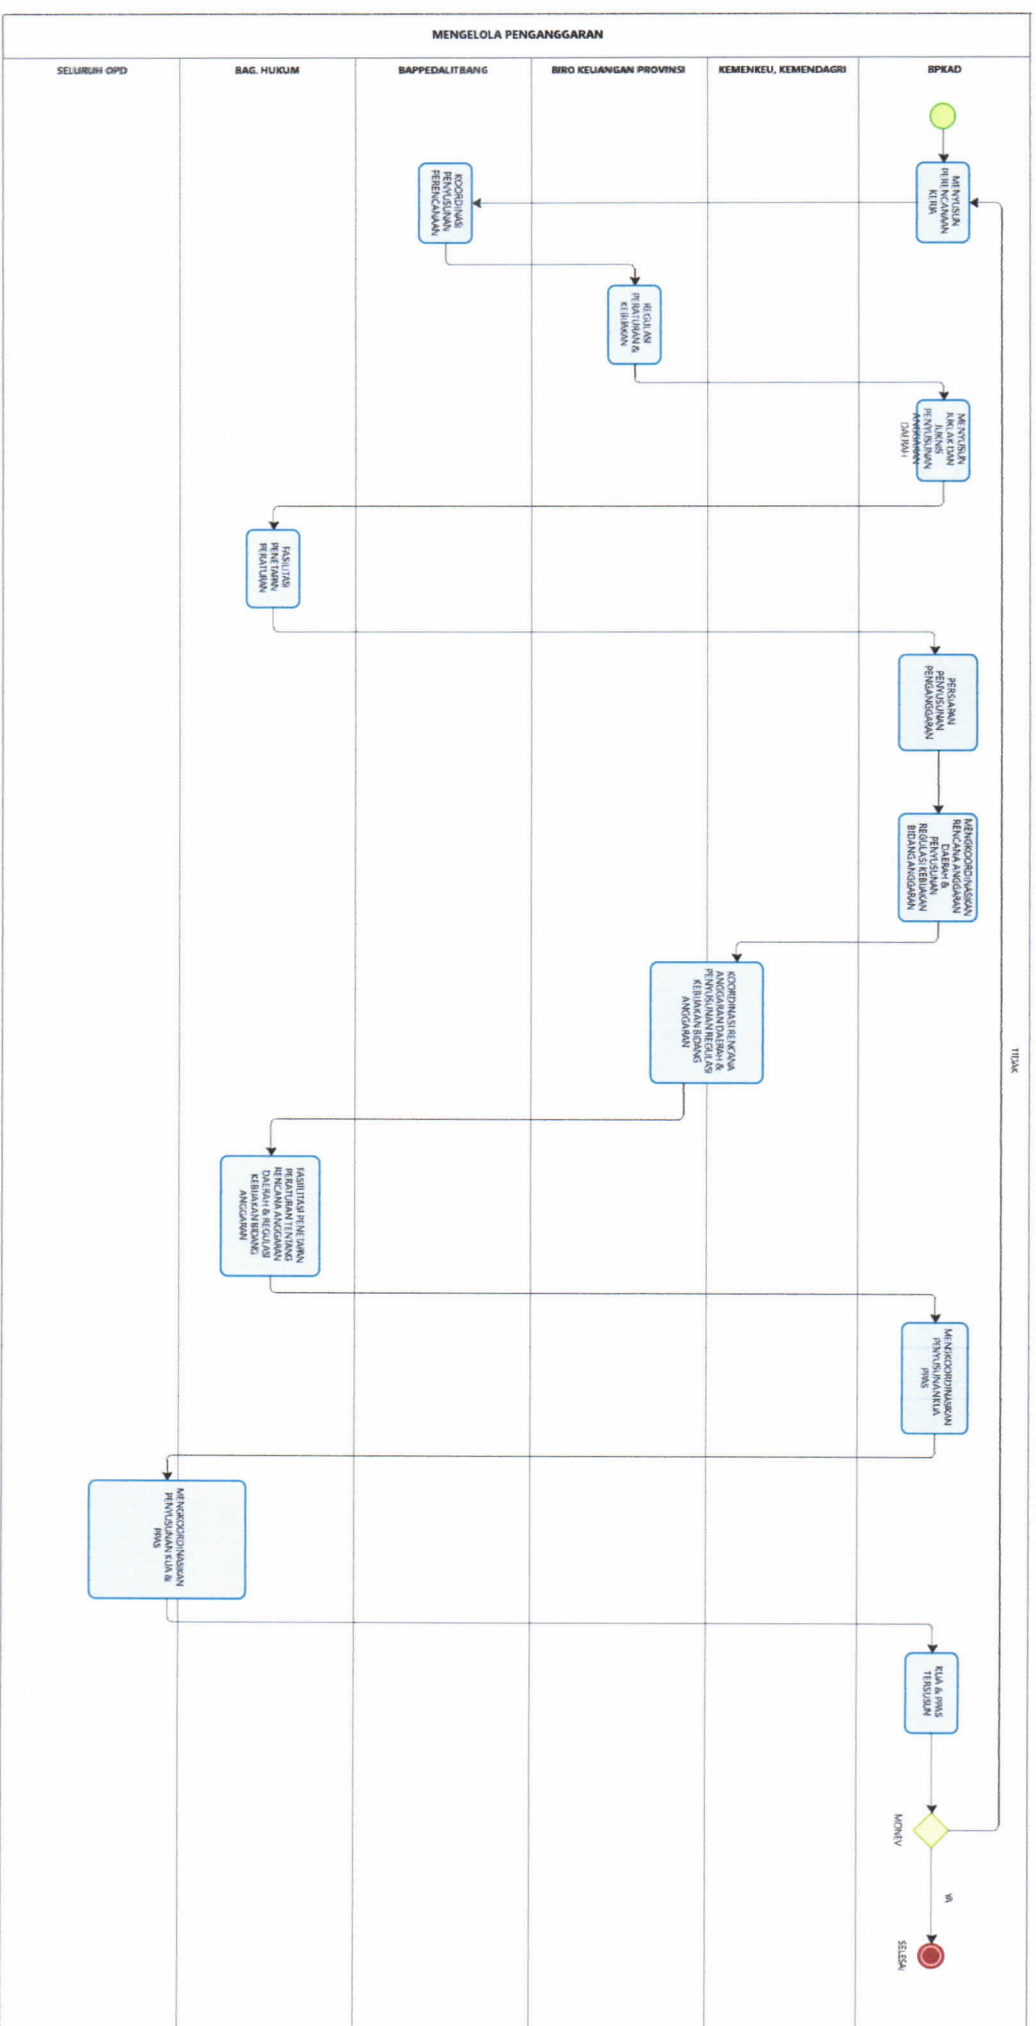 MENGELOLA PENGANGGARAN
SELURUH OPD
BAG. HUKUM
BAPPEDALITBANG
BIRO KEUANGAN PROVINSI
KEMENKEU, KEMENDAGRI
BPKAD
MENYUSUN
PERENCANAAN
KERJA
KOORDINASI
PENYUSUNAN
PERENCANAAN
REGULASI
PERATURAN &
KEBIJAKAN
MENYUSUN
JUKLAK DAN
JUKNIS
PENYUSUNAN
ANGGARAN
DAERAH
FASILITASI
PENETAPAN
PERATURAN
PERSIAPAN
PENYUSUNAN
PENGANGGARAN
MENGKOORDINASIKAN
RENCANA ANGGARAN
DAERAH &
PENYUSUNAN
REGULASI KEBIJAKAN
BIDANG ANGGARAN
KOORDINASI RENCANA
ANGGARAN DAERAH &
PENYUSUNAN REGULASI
KEBIJAKAN BIDANG
ANGGARAN
TIDAK
FASIILITASI PENETAPAN
PERATURAN TENTANG
RENCANA ANGGARAN
DAERAH & REGULASI
KEBIJAKAN BIDANG
ANGGARAN
MENGKOORDINASIKAN
PENYUSUNAN KUA
PPAS
MENGKOORDINASIKAN
PENYUSUNAN KUA &
PPAS
KUA & PPAS
TERSUSUN
MONEV
YA
SELESAI